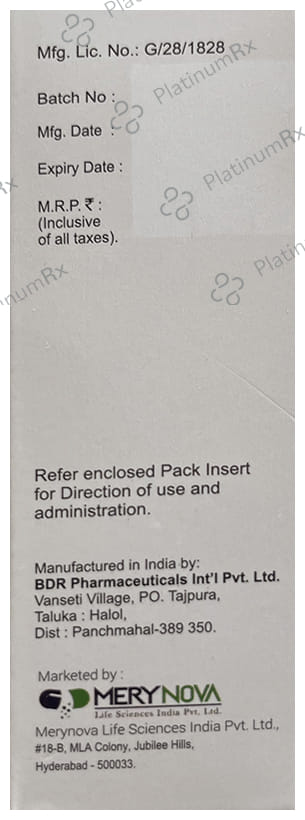 PlatinumRx
Mfg. Lic. No.: G/28/1828
PlatinumRx
Batch No :
Mfg. Date :
Expiry Date :
PlatinumRx
M.R.P. ₹ :
(Inclusive
of all taxes).
Refer enclosed Pack Insert
for Direction of use and
administration.
Manufactured in India by:
BDR Pharmaceuticals Int'l Pvt. Ltd.
Vanseti Village, PO. Tajpura,
Taluka : Halol,
Dist : Panchmahal-389 350.
Marketed by :
MERYNOVA
Life Sciences India Pvt. Ltd.
Merynova Life Sciences India Pvt. Ltd.,
#18-B, MLA Colony, Jubilee Hills,
Hyderabad - 500033.